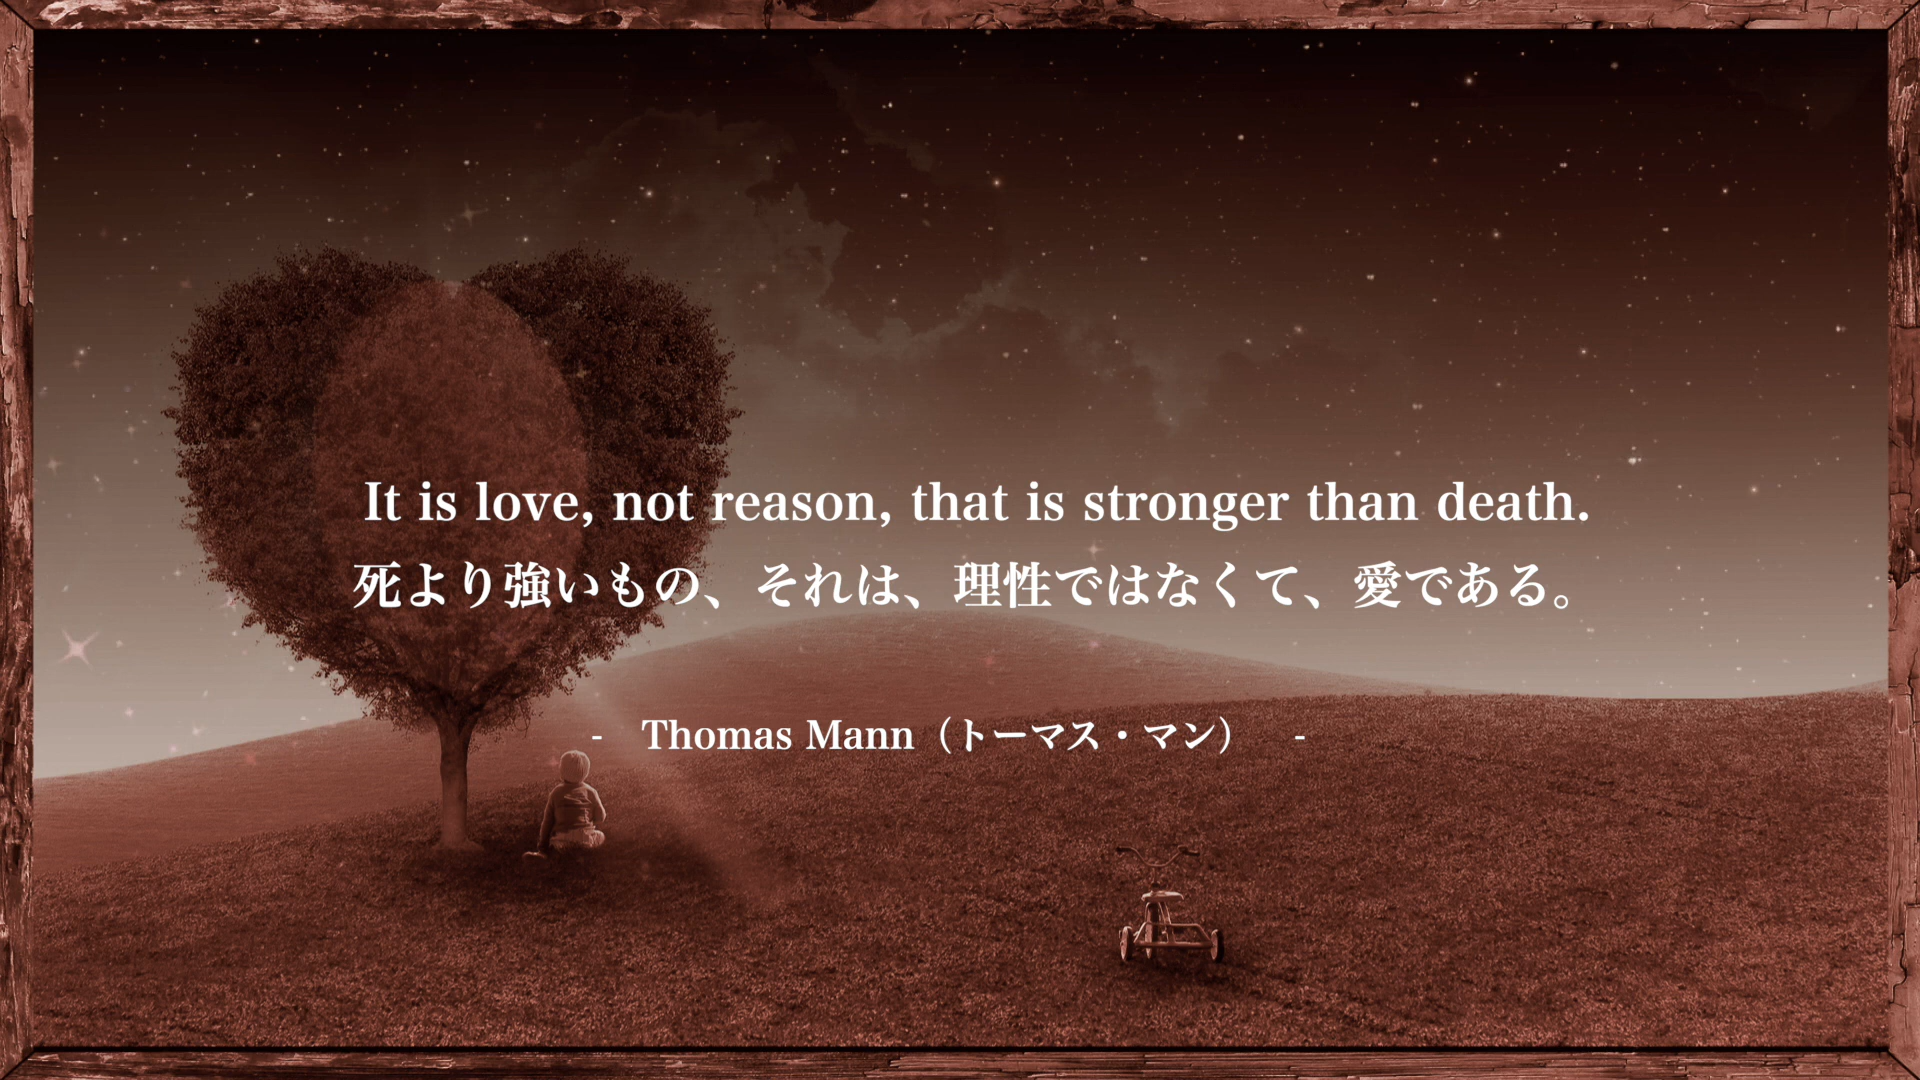 It is love, not reason, that is stronger than death.
死より強いもの、それは、理性ではなくて、愛である。
- Thomas Mann（トーマス・マン） -